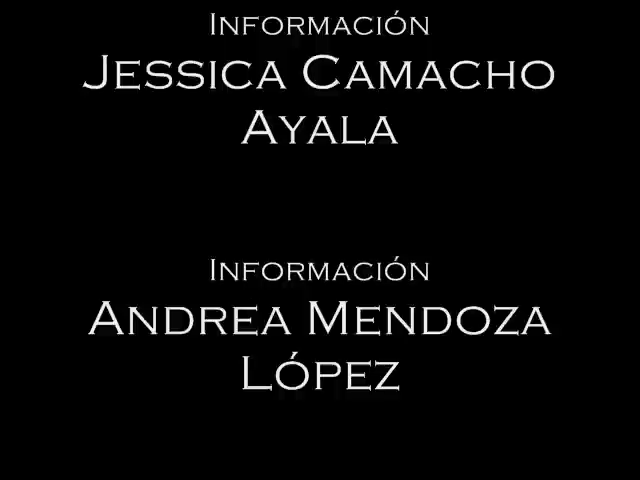 Información
Jessica Camacho
Ayala
Información
Andrea Mendoza
López